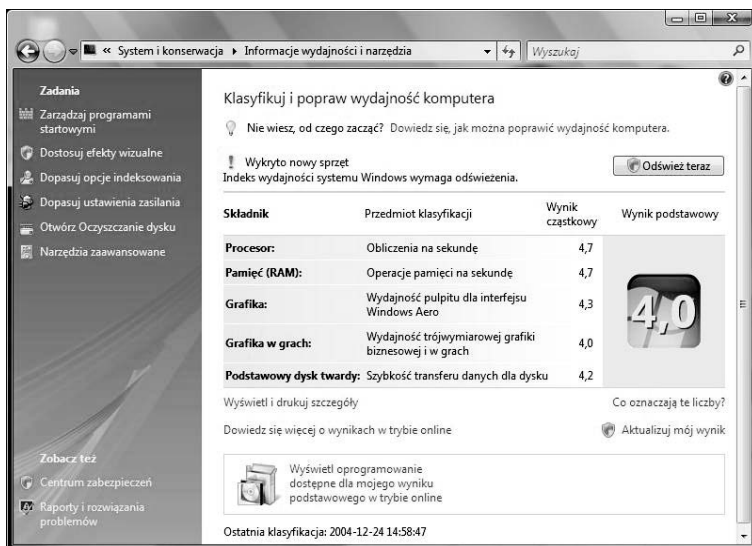 « System i konserwacja ▸ Informacje wydajności i narzędzia
Wyszukaj
Zadania
Zarządzaj programami
startowymi
Dostosuj efekty wizualne
Dopasuj opcje indeksowania
Dopasuj ustawienia zasilania
Otwórz Oczyszczanie dysku
Narzędzia zaawansowane
Zobacz też
Centrum zabezpieczeń
Raporty i rozwiązania
problemów
Klasyfikuj i popraw wydajność komputera
Nie wiesz, od czego zacząć? Dowiedz się, jak można poprawić wydajność komputera.
Wykryto nowy sprzęt
Indeks wydajności systemu Windows wymaga odświeżenia.
Odśwież teraz
Składnik Przedmiot klasyfikacji Wynik cząstkowy Wynik podstawowy
Procesor: Obliczenia na sekundę 4,7
Pamięć (RAM): Operacje pamięci na sekundę 4,7
Grafika: Wydajność pulpitu dla interfejsu Windows Aero 4,3
Grafika w grach: Wydajność trójwymiarowej grafiki biznesowej i w grach 4,0
Podstawowy dysk twardy: Szybkość transferu danych dla dysku 4,2
4,0
Wyświetl i drukuj szczegóły
Co oznaczają te liczby?
Dowiedz się więcej o wynikach w trybie online
Aktualizuj mój wynik
Wyświetl oprogramowanie
dostępne dla mojego wyniku
podstawowego w trybie online
Ostatnia klasyfikacja: 2004-12-24 14:58:47